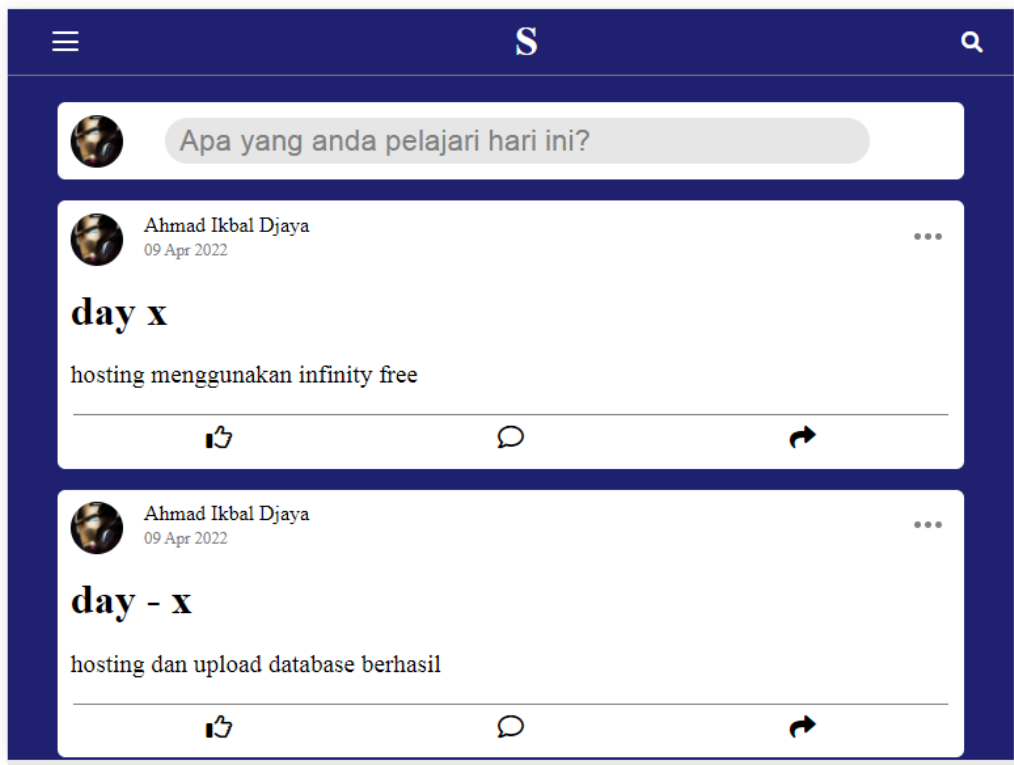 S
Apa yang anda pelajari hari ini?
Ahmad Ikbal Djaya
09 Apr 2022
day x
hosting menggunakan infinity free
Ahmad Ikbal Djaya
09 Apr 2022
day - x
hosting dan upload database berhasil